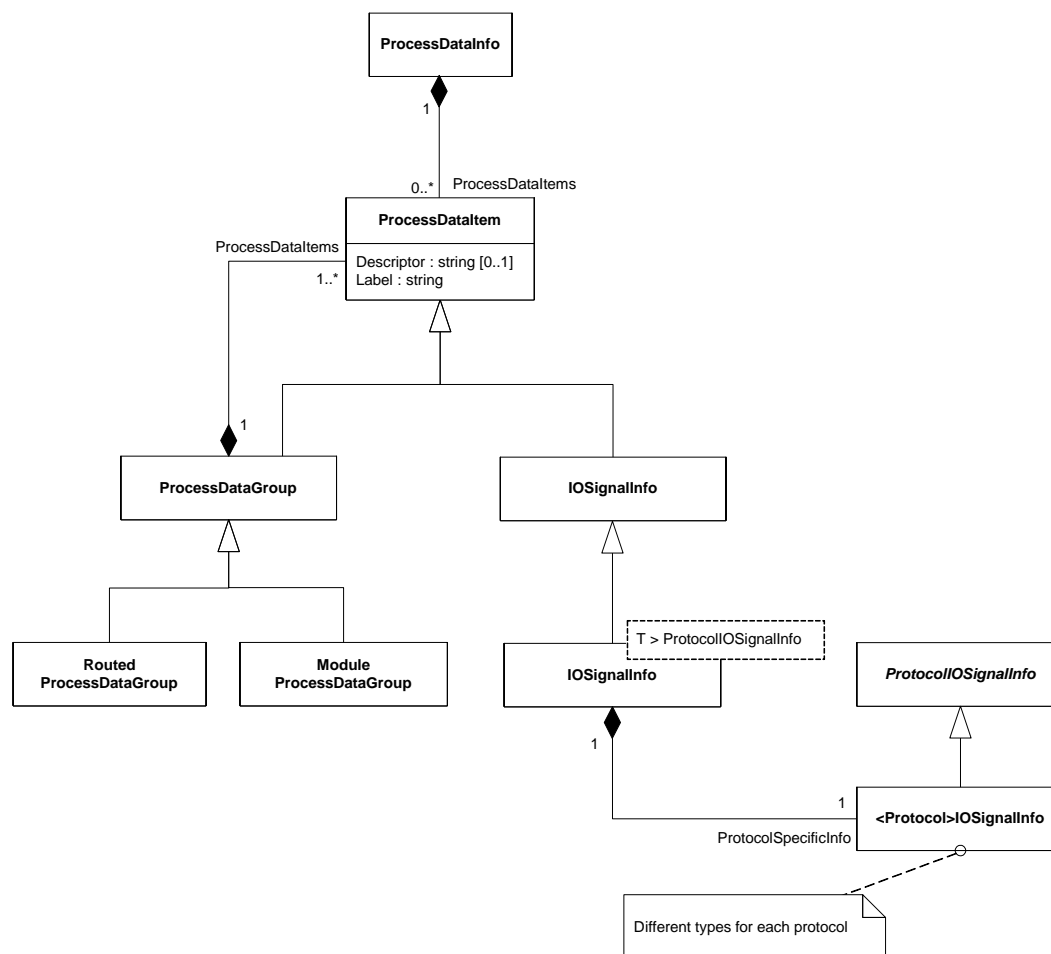 ProcessDataInfo
1
0..*
ProcessDataItems
ProcessDataItem
ProcessDataItems
Descriptor : string [0..1]
1..*
Label : string
1
ProcessDataGroup
IOSignalInfo
T > ProtocolIOSignalInfo
Routed
ProcessDataGroup
Module
ProcessDataGroup
IOSignalInfo
ProtocolIOSignalInfo
1
1
<Protocol>IOSignalInfo
ProtocolSpecificInfo
Different types for each protocol